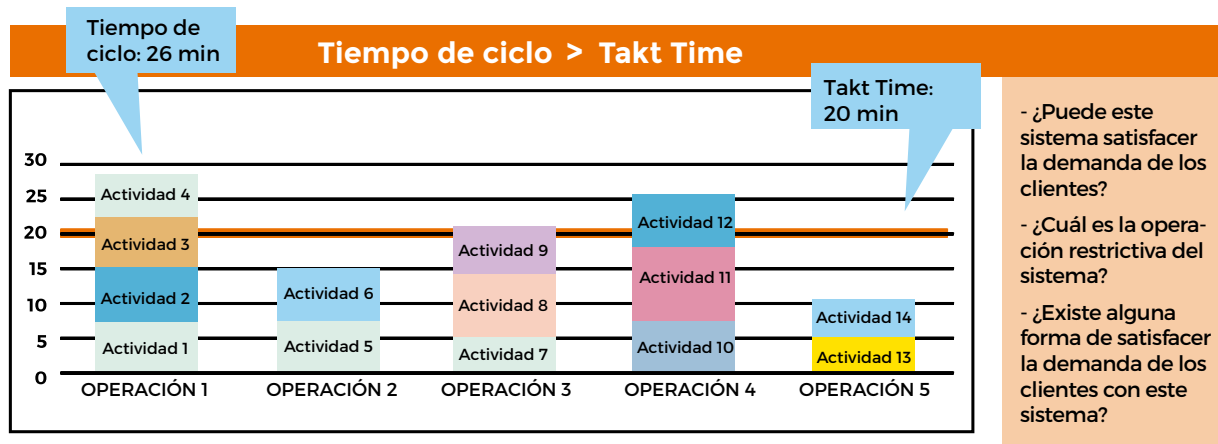 Tiempo de
ciclo: 26 min
Tiempo de ciclo > Takt Time
Takt Time:
20 min
30
25
20
15
10
5
0
Actividad 4
Actividad 3
Actividad 2
Actividad 1
Actividad 6
Actividad 5
Actividad 9
Actividad 8
Actividad 7
Actividad 12
Actividad 11
Actividad 10
Actividad 14
Actividad 13
OPERACIÓN 1
OPERACIÓN 2
OPERACIÓN 3
OPERACIÓN 4
OPERACIÓN 5
- ¿Puede este
sistema satisfacer
la demanda de los
clientes?
- ¿Cuál es la opera-
ción restrictiva del
sistema?
- ¿Existe alguna
forma de satisfacer
la demanda de los
clientes con este
sistema?